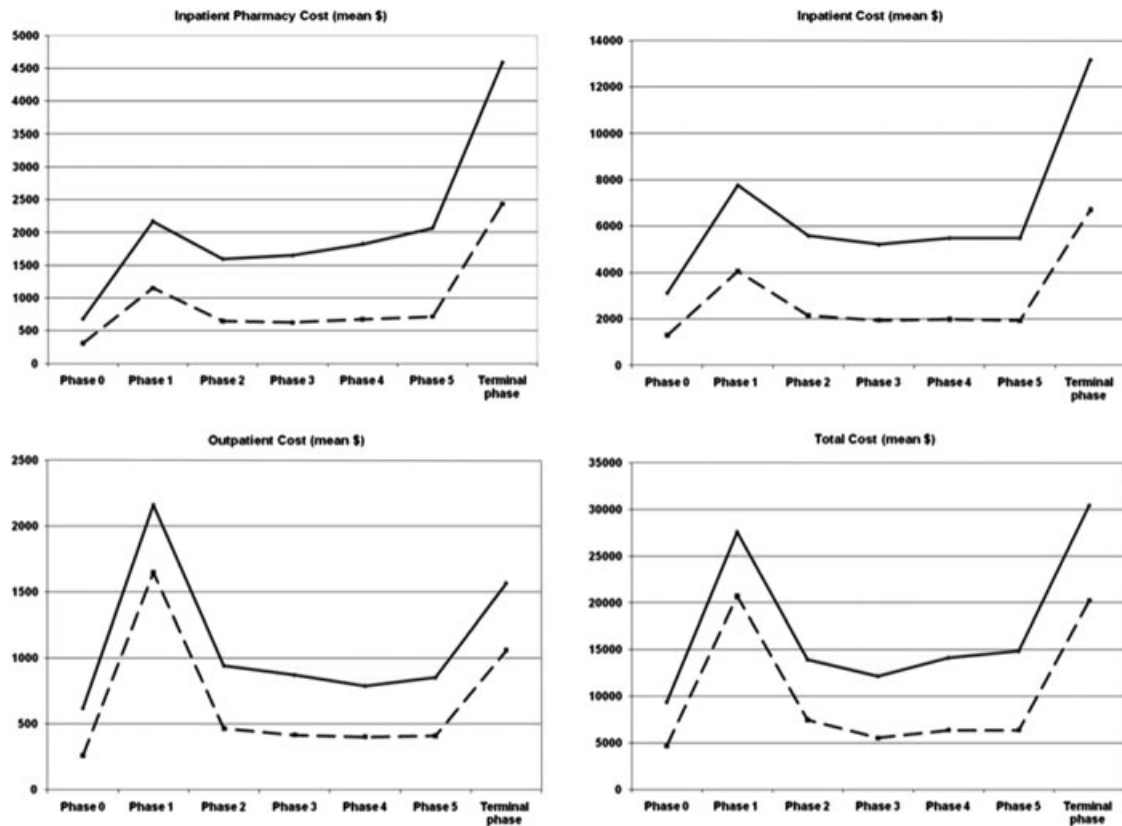 Inpatient Pharmacy Cost (mean $)
5000
4500
4000
3500
3000
2500
2000
1500
1000
500
0
Phase 0 Phase 1 Phase 2 Phase 3 Phase 4 Phase 5 Terminal
phase
Inpatient Cost (mean $)
14000
12000
10000
8000
6000
4000
2000
0
Phase 0 Phase 1 Phase 2 Phase 3 Phase 4 Phase 5 Terminal
phase
Outpatient Cost (mean $)
2500
2000
1500
1000
500
0
Phase 0 Phase 1 Phase 2 Phase 3 Phase 4 Phase 5 Terminal
phase
Total Cost (mean $)
35000
30000
25000
20000
15000
10000
5000
0
Phase 0 Phase 1 Phase 2 Phase 3 Phase 4 Phase 5 Terminal
phase